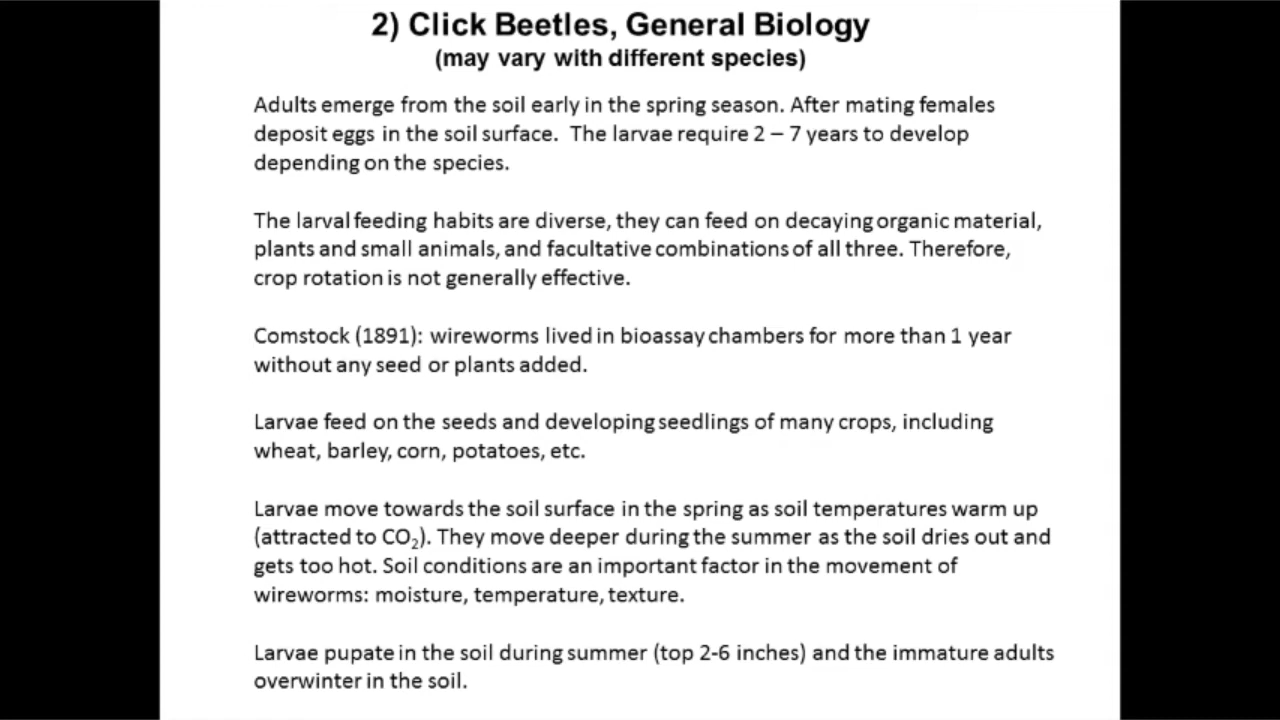 2) Click Beetles, General Biology
(may vary with different species)
Adults emerge from the soil early in the spring season. After mating females
deposit eggs in the soil surface. The larvae require 2 – 7 years to develop
depending on the species.
The larval feeding habits are diverse, they can feed on decaying organic material,
plants and small animals, and facultative combinations of all three. Therefore,
crop rotation is not generally effective.
Comstock (1891): wireworms lived in bioassay chambers for more than 1 year
without any seed or plants added.
Larvae feed on the seeds and developing seedlings of many crops, including
wheat, barley, corn, potatoes, etc.
Larvae move towards the soil surface in the spring as soil temperatures warm up
(attracted to CO₂). They move deeper during the summer as the soil dries out and
gets too hot. Soil conditions are an important factor in the movement of
wireworms: moisture, temperature, texture.
Larvae pupate in the soil during summer (top 2-6 inches) and the immature adults
overwinter in the soil.